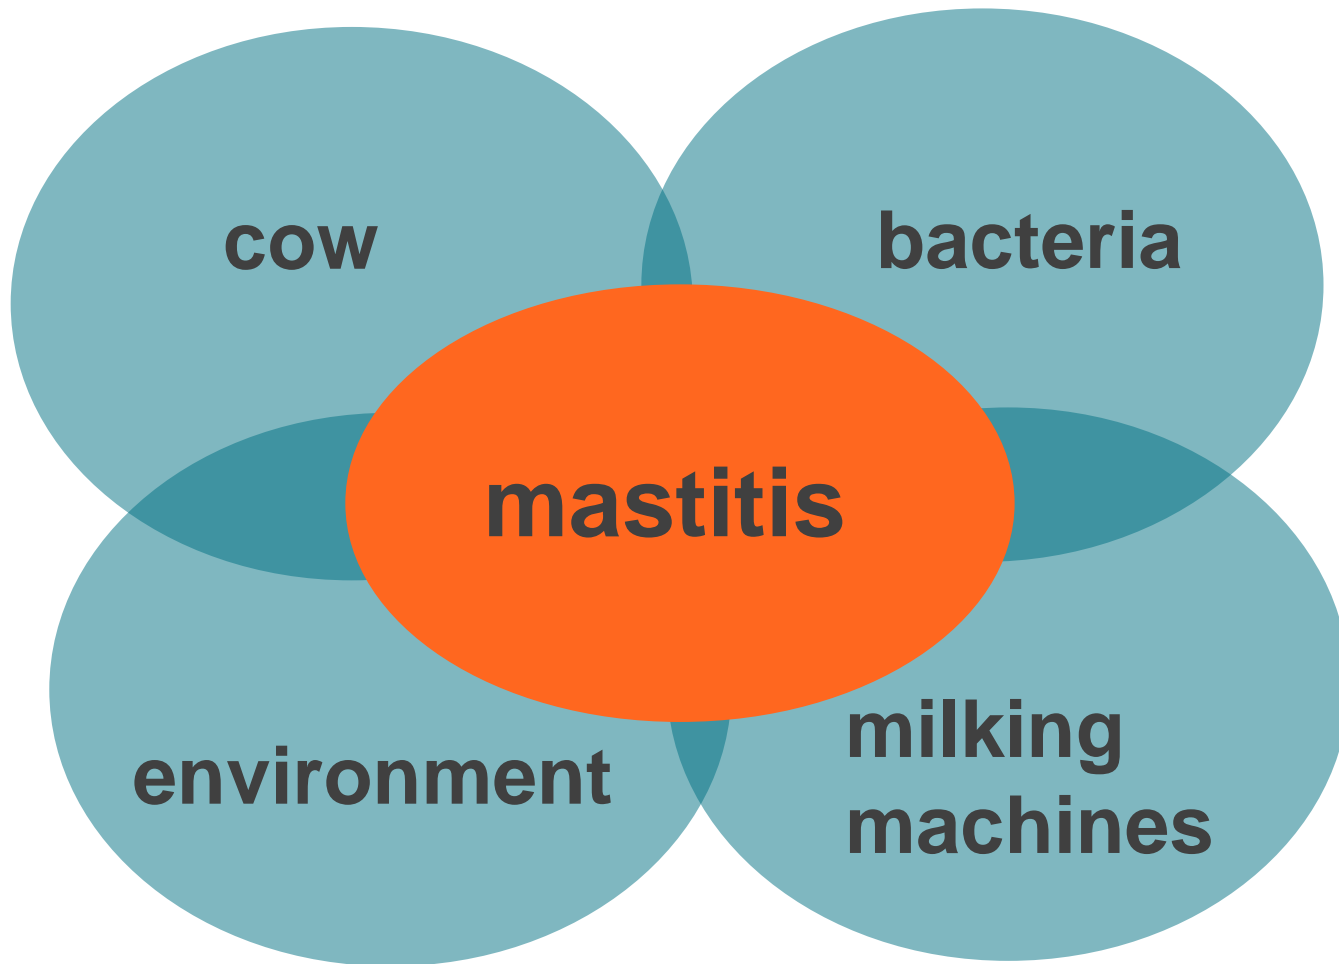 cow
bacteria
mastitis
environment
milking
machines